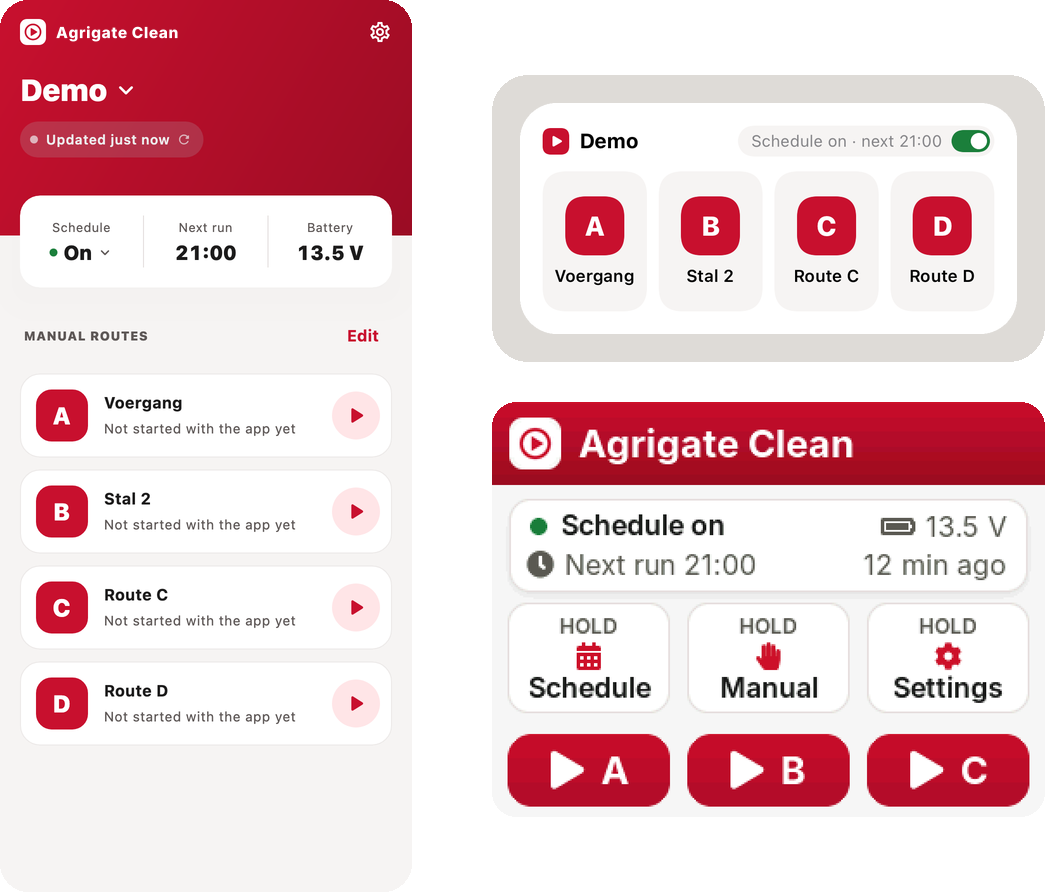 Agrigate Clean
Demo
Updated just now
Schedule
Next run
Battery
On
21:00
13.5 V
MANUAL ROUTES
Edit
A
Voergang
Not started with the app yet
B
Stal 2
Not started with the app yet
C
Route C
Not started with the app yet
D
Route D
Not started with the app yet
Demo
Schedule on · next 21:00
A
B
C
D
Voergang
Stal 2
Route C
Route D
Agrigate Clean
Schedule on
13.5 V
Next run 21:00
12 min ago
HOLD
HOLD
HOLD
Schedule
Manual
Settings
A
B
C